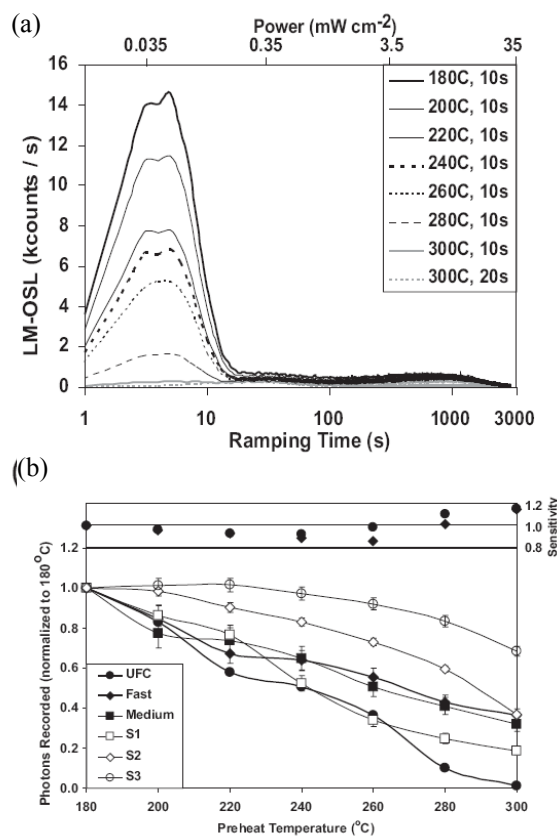 (a)
Power (mW cm-2)
0.035 0.35 3.5 35
16
14
12
10
8
6
4
2
0
LM-OSL (kcounts / s)
180C, 10s
200C, 10s
220C, 10s
240C, 10s
260C, 10s
280C, 10s
300C, 10s
300C, 20s
1 10 100 1000 3000
Ramping Time (s)
(b)
1.2
1.0
0.8
Sensitivity
1.2
1.0
0.8
0.6
0.4
0.2
0.0
Photons Recorded (normalized to 180°C)
UFC
Fast
Medium
S1
S2
S3
180 200 220 240 260 280 300
Preheat Temperature (°C)